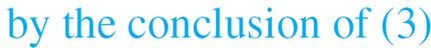 by the conclusion of (3)